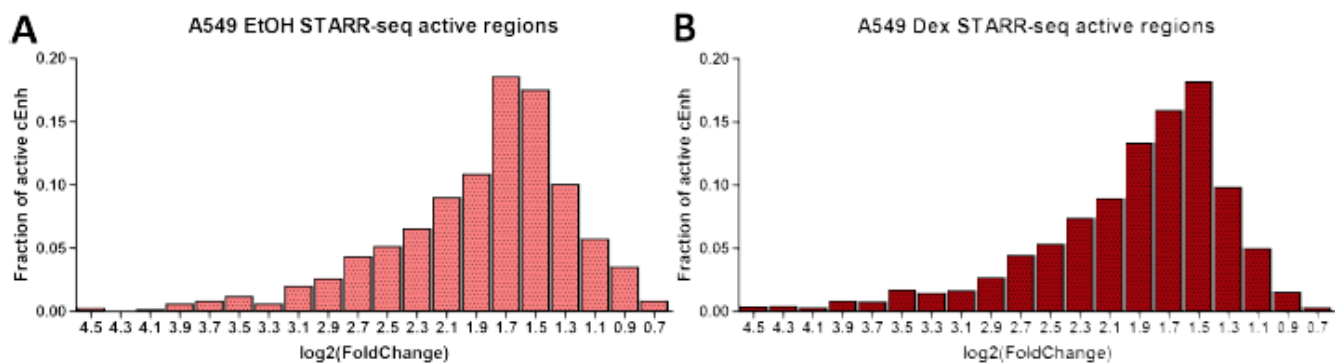 A
A549 EtOH STARR-seq active regions
Fraction of active cEnh
0.20
0.15
0.10
0.05
0.00
4.5 4.3 4.1 3.9 3.7 3.5 3.3 3.1 2.9 2.7 2.5 2.3 2.1 1.9 1.7 1.5 1.3 1.1 0.9 0.7
log2(FoldChange)
B
A549 Dex STARR-seq active regions
Fraction of active cEnh
0.20
0.15
0.10
0.05
0.00
4.5 4.3 4.1 3.9 3.7 3.5 3.3 3.1 2.9 2.7 2.5 2.3 2.1 1.9 1.7 1.5 1.3 1.1 0.9 0.7
log2(FoldChange)